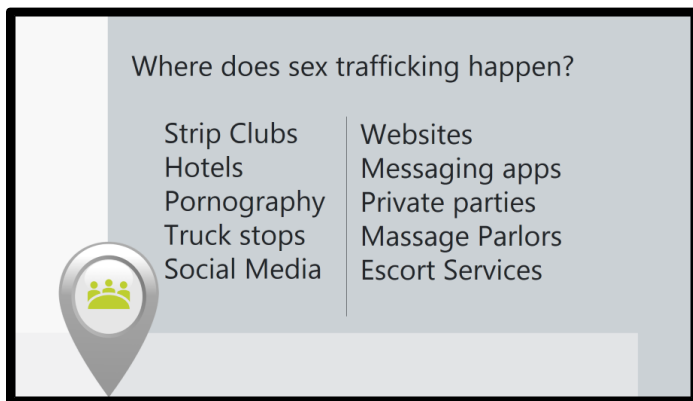 Where does sex trafficking happen?
Strip Clubs
Hotels
Pornography
Truck stops
Social Media
Websites
Messaging apps
Private parties
Massage Parlors
Escort Services